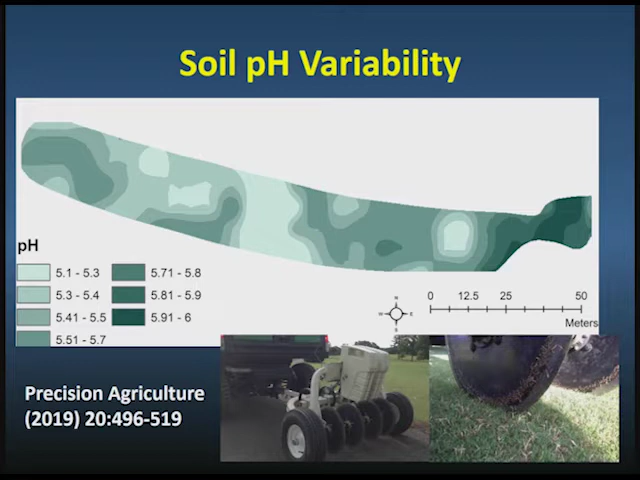 Soil pH Variability
pH
5.1 - 5.3
5.3 - 5.4
5.41 - 5.5
5.51 - 5.7
5.71 - 5.8
5.81 - 5.9
5.91 - 6
0 12.5 25 50
Meters
Precision Agriculture
(2019) 20:496-519